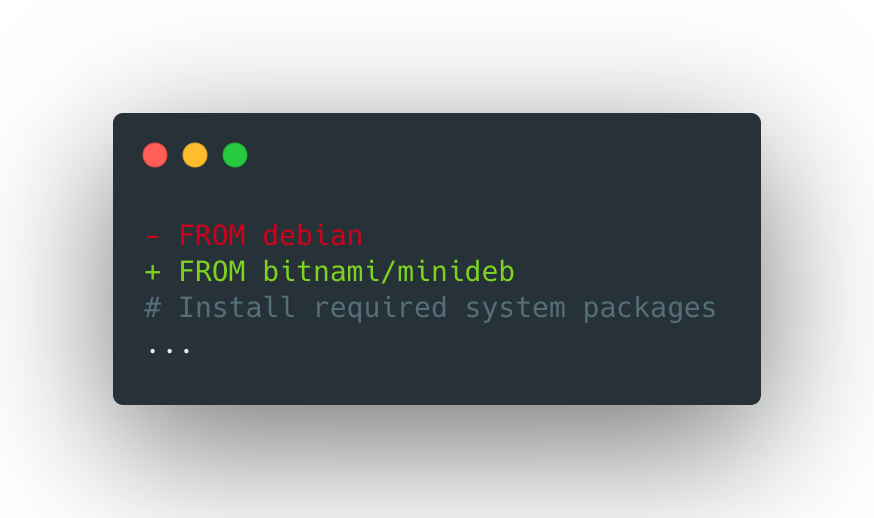 - FROM debian
+ FROM bitnami/minideb
# Install required system packages
...